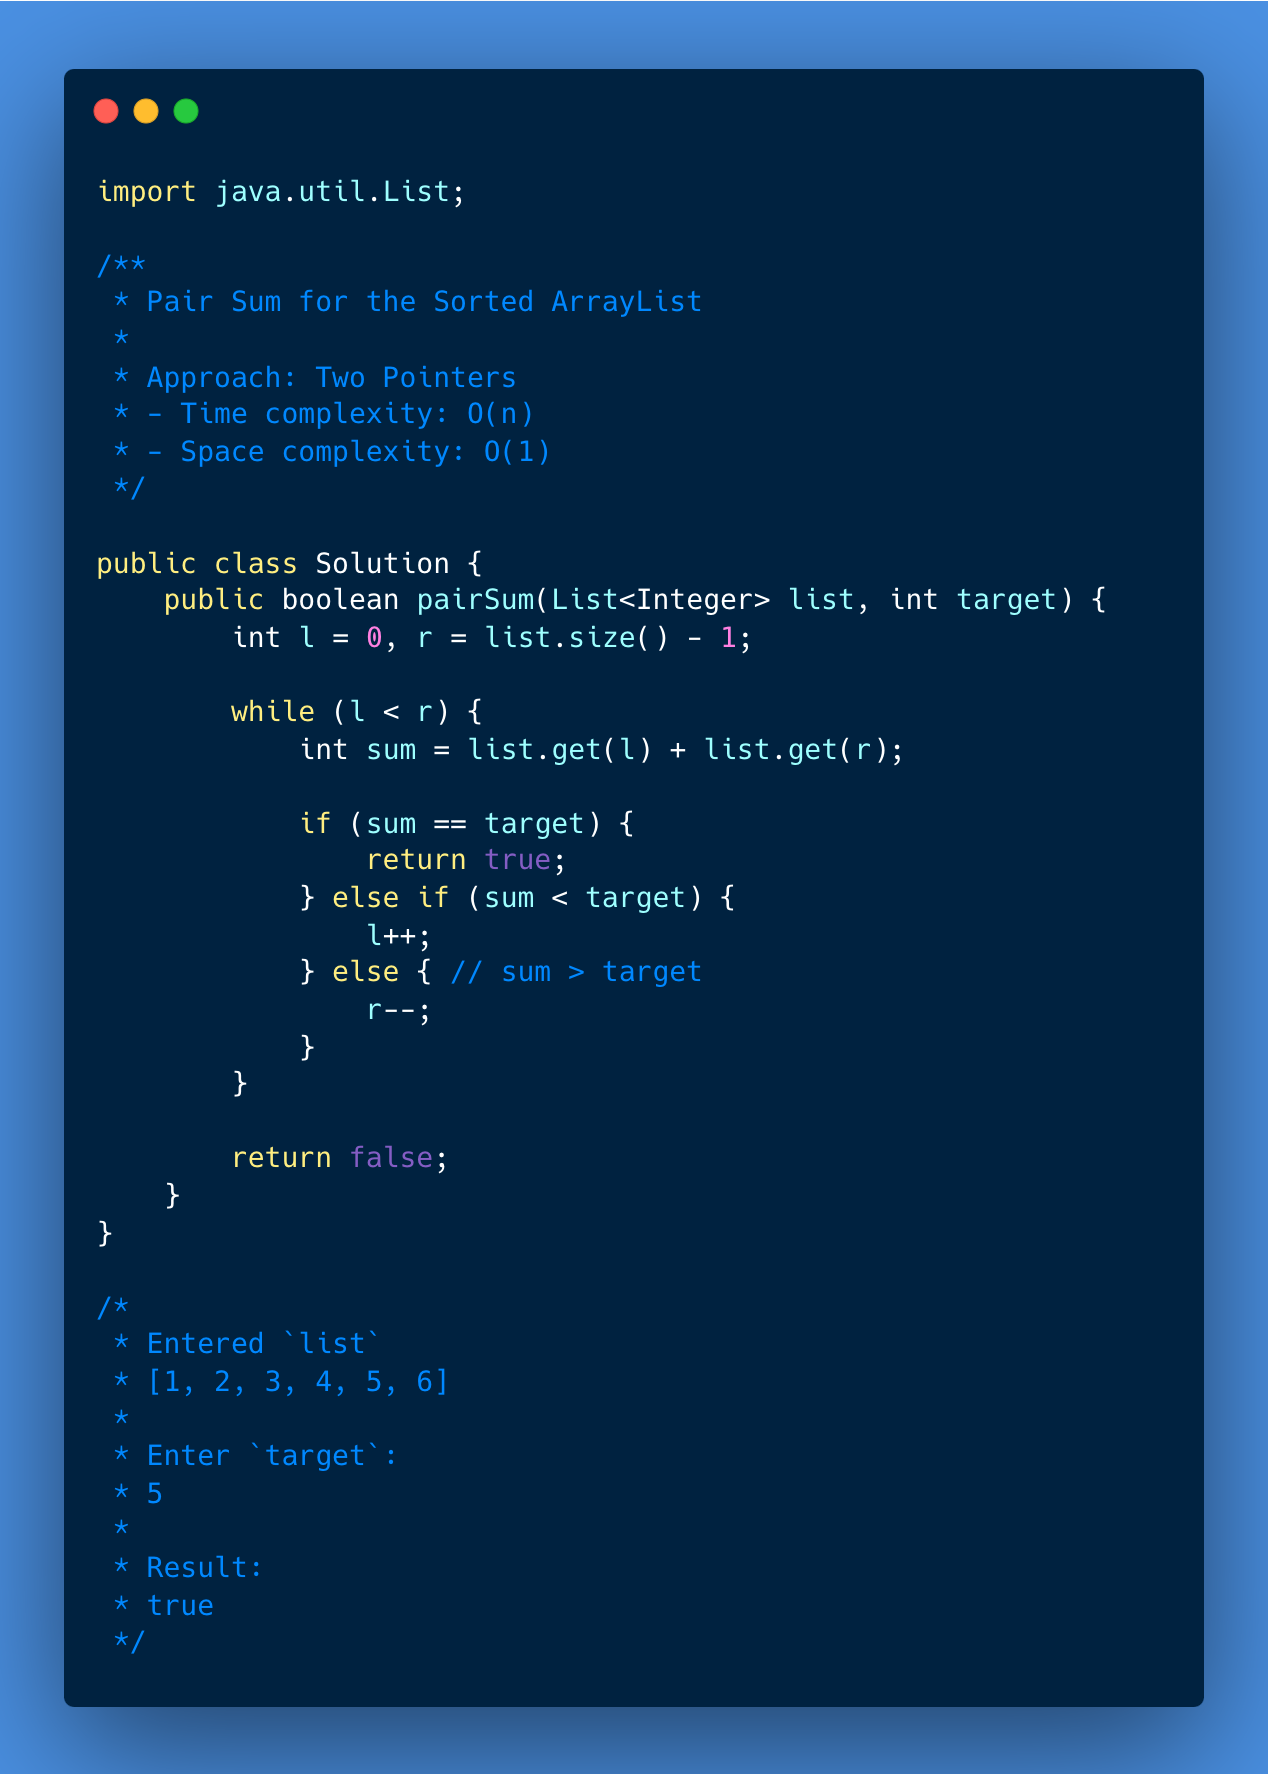 import java.util.List;
/**
 * Pair Sum for the Sorted ArrayList
 *
 * Approach: Two Pointers
 * - Time complexity: O(n)
 * - Space complexity: O(1)
 */
public class Solution {
    public boolean pairSum(List<Integer> list, int target) {
        int l = 0, r = list.size() - 1;
        while (l < r) {
            int sum = list.get(l) + list.get(r);
            if (sum == target) {
                return true;
            } else if (sum < target) {
                l++;
            } else { // sum > target
                r--;
            }
        }
        return false;
    }
}
/*
 * Entered `list`
 * [1, 2, 3, 4, 5, 6]
 *
 * Enter `target`:
 * 5
 *
 * Result:
 * true
 */